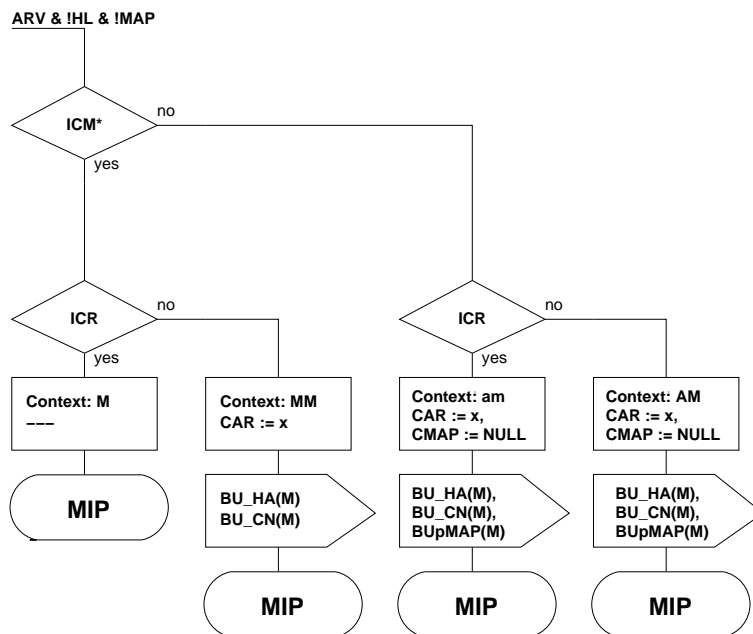 ARV & !HL & !MAP
ICM*
no
yes
ICR
no
yes
ICR
no
yes
Context: M
−−−
Context: MM
CAR := x
Context: am
CAR := x,
CMAP := NULL
Context: AM
CAR := x,
CMAP := NULL
MIP
BU_HA(M)
BU_CN(M)
BU_HA(M),
BU_CN(M),
BUpMAP(M)
BU_HA(M),
BU_CN(M),
BUpMAP(M)
MIP
MIP
MIP